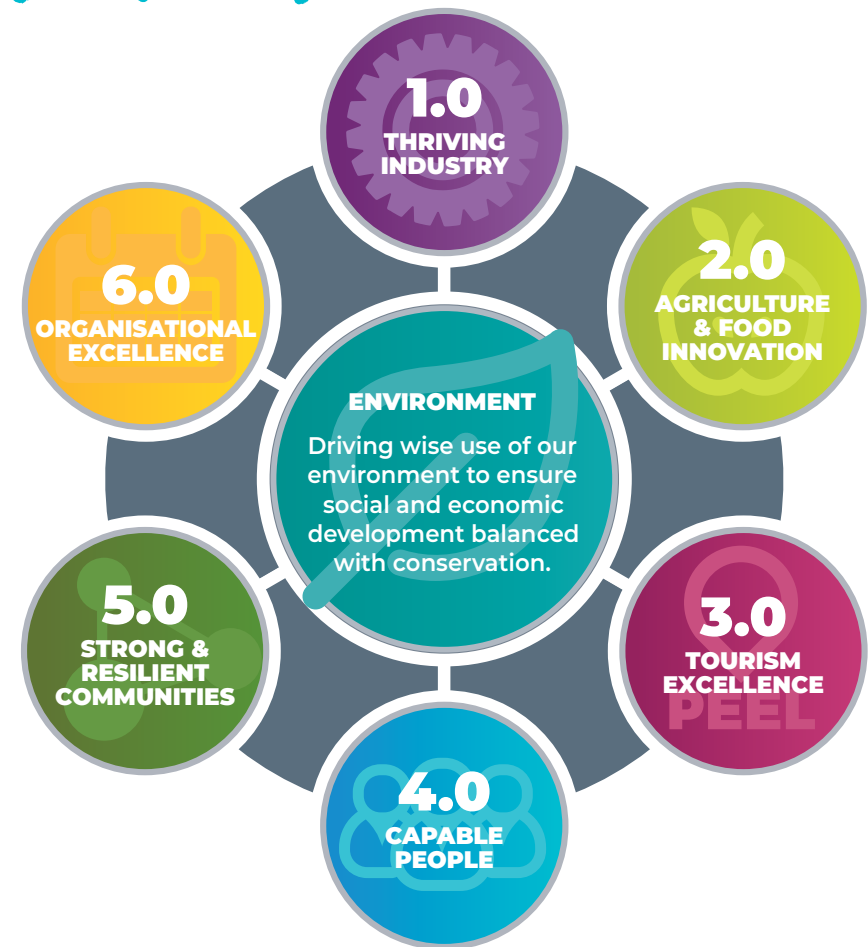 1.0
THRIVING
INDUSTRY
2.0
AGRICULTURE
& FOOD
INNOVATION
3.0
TOURISM
EXCELLENCE
PEEL
4.0
CAPABLE
PEOPLE
5.0
STRONG &
RESILIENT
COMMUNITIES
6.0
ORGANISATIONAL
EXCELLENCE
ENVIRONMENT
Driving wise use of our
environment to ensure
social and economic
development balanced
with conservation.